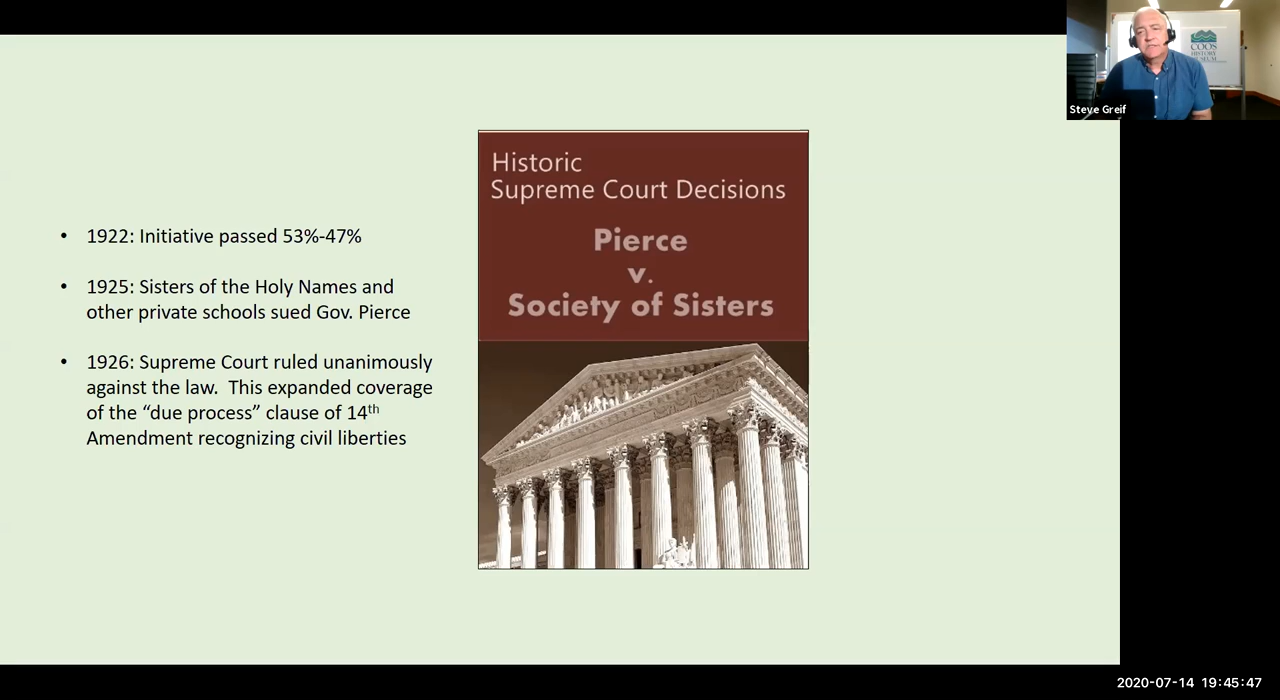 COOS
HISTORY
Steve Greif
Historic
Supreme Court Decisions
Pierce
v.
Society of Sisters
• 1922: Initiative passed 53%-47%
• 1925: Sisters of the Holy Names and
other private schools sued Gov. Pierce
• 1926: Supreme Court ruled unanimously
against the law.  This expanded coverage
of the “due process” clause of 14th
Amendment recognizing civil liberties
2020-07-14 19:45:47